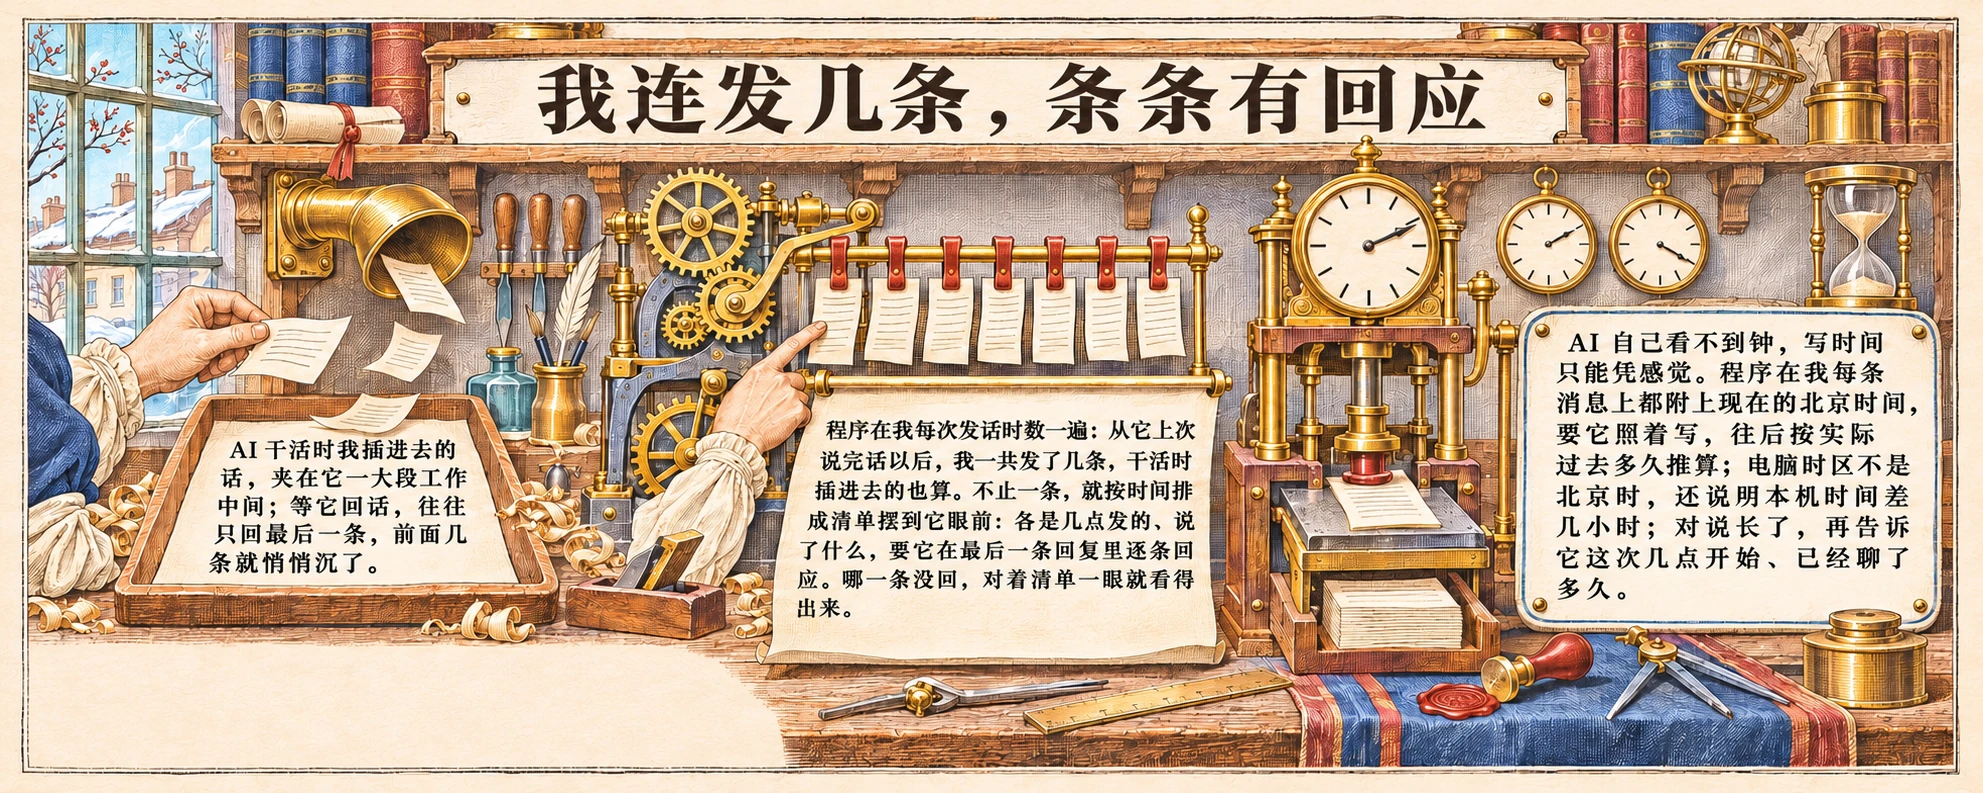 我连发几条，条条有回应
AI 干活时我插进去的
话，夹在它一大段工作
中间；等它回话，往往
只回最后一条，前面几
条就悄悄沉了。
程序在我每次发话时数一遍：从它上次
说完话以后，我一共发了几条，干活时
插进去的也算。不止一条，就按时间排
成清单摆到它眼前：各是几点发的、说
了什么，要它在最后一条回复里逐条回
应。哪一条没回，对着清单一眼就看得
出来。
AI 自己看不到钟，写时间
只能凭感觉。程序在我每条
消息上都附上现在的北京时间，
要它照着写，往后按实际
过去多久推算；电脑时区不是
北京时，还说明本机时间差
几小时；对说长了，再告诉
它这次几点开始、已经聊了
多久。